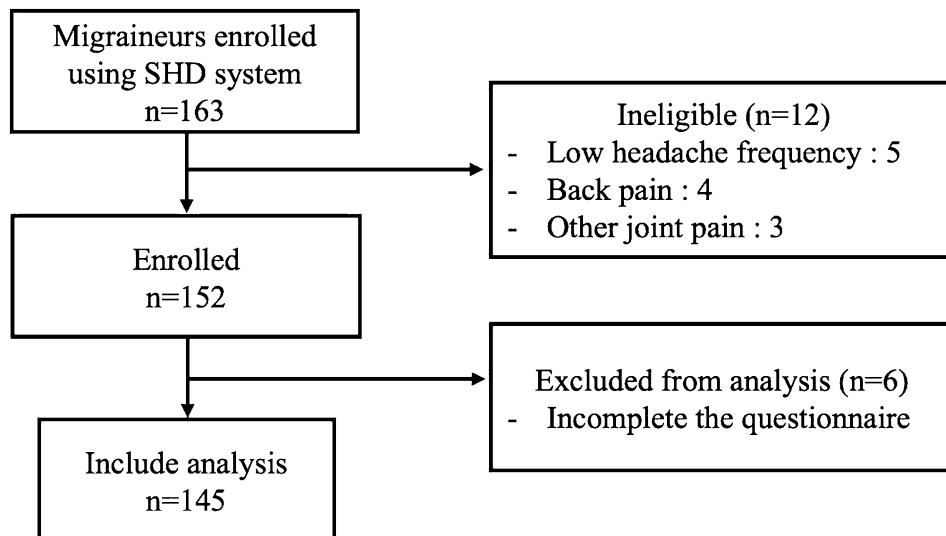 Migraineurs enrolled
using SHD system
n=163
Ineligible (n=12)
- Low headache frequency : 5
- Back pain : 4
- Other joint pain : 3
Enrolled
n=152
Excluded from analysis (n=6)
- Incomplete the questionnaire
Include analysis
n=145